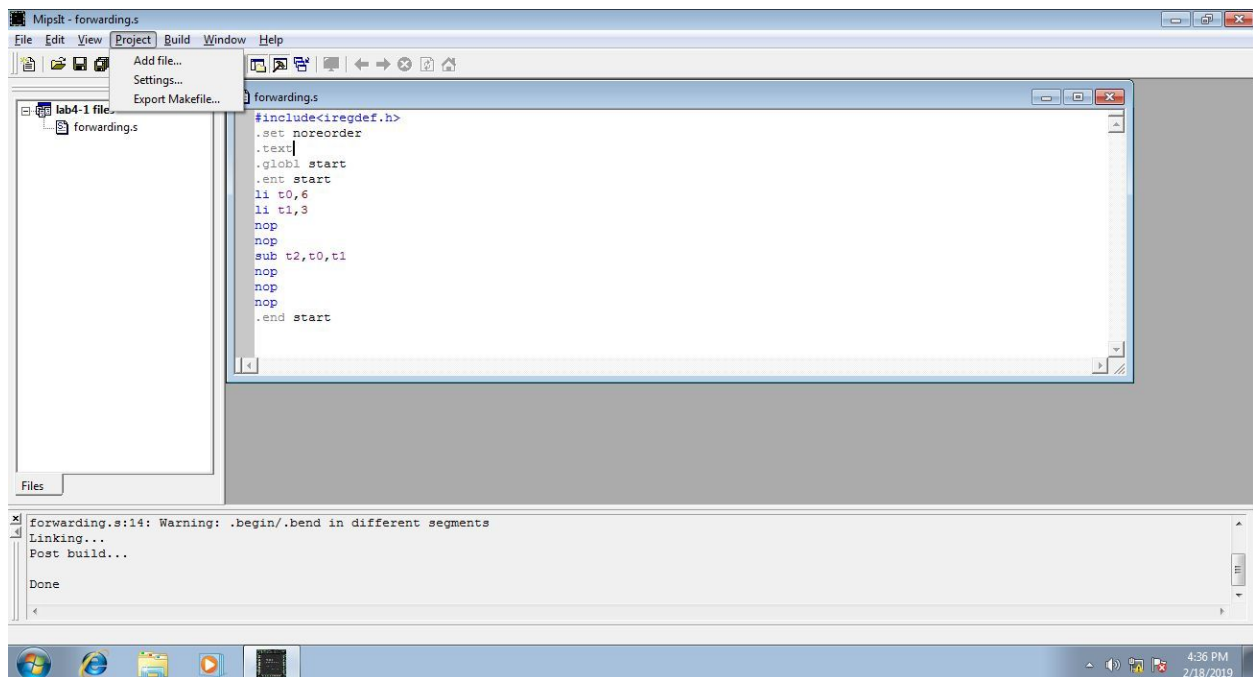 MipsIt - forwarding.s
File Edit View Project Build Window Help
Add file...
Settings...
Export Makefile...
lab4-1 files
forwarding.s
forwarding.s
#include<iregdef.h>
.set noreorder
.text
.globl start
.ent start
li t0,6
li t1,3
nop
nop
sub t2,t0,t1
nop
nop
nop
.end start
Files
forwarding.s:14: Warning: .begin/.bend in different segments
Linking...
Post build...
Done
4:36 PM
2/18/2019